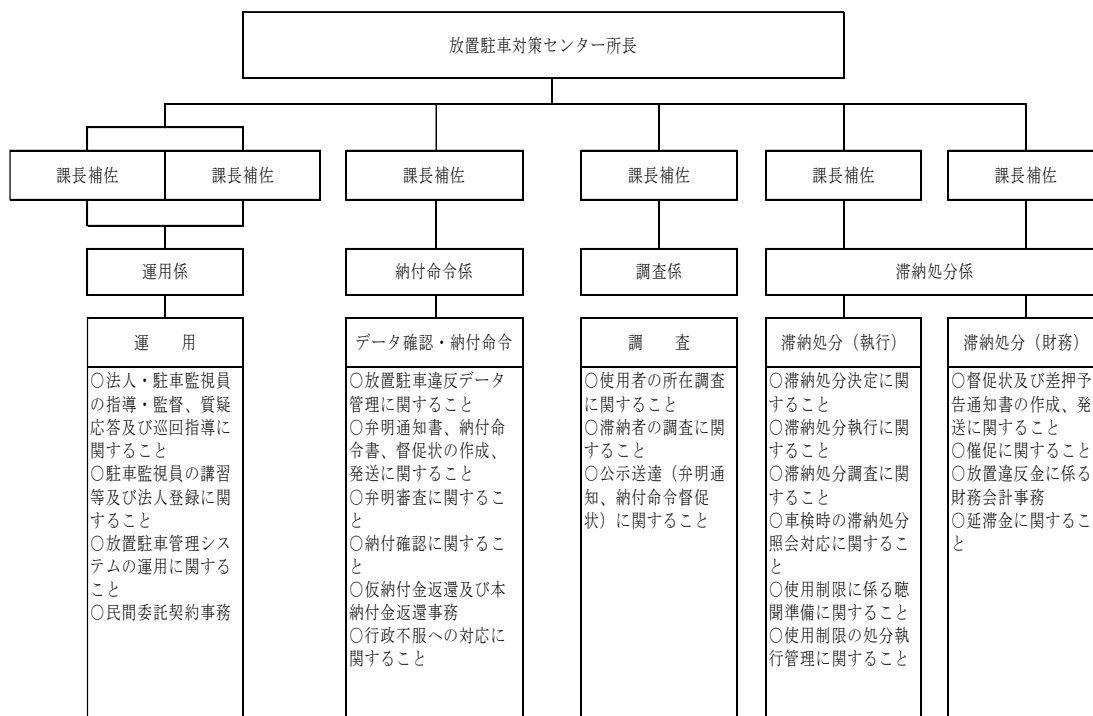 放置駐車対策センター所長
課長補佐
課長補佐
課長補佐
課長補佐
課長補佐
課長補佐
運用係
納付命令係
調査係
滞納処分係
運　　用
○法人・駐車監視員
の指導・監督、質疑
応答及び巡回指導に
関すること
○駐車監視員の講習
等及び法人登録に関
すること
○放置駐車管理シス
テムの運用に関する
こと
○民間委託契約事務
データ確認・納付命令
○放置駐車違反データ
管理に関すること
○弁明通知書、納付命
令書、督促状の作成、
発送に関すること
○弁明審査に関するこ
と
○納付確認に関するこ
と
○仮納付金返還及び本
納付金返還事務
○行政不服への対応に
関すること
調　　査
○使用者の所在調査
に関すること
○滞納者の調査に関
すること
○公示送達（弁明通
知、納付命令督促
状）に関すること
滞納処分（執行）
○滞納処分決定に関
すること
○滞納処分執行に関
すること
○滞納処分調査に関
すること
○車検時の滞納処分
照会対応に関するこ
と
○使用制限に係る聴
聞準備に関すること
○使用制限の処分執
行管理に関すること
滞納処分（財務）
○督促状及び差押予
告通知書の作成、発
送に関すること
○催促に関すること
○放置違反金に係る
財務会計事務
○延滞金に関するこ
と